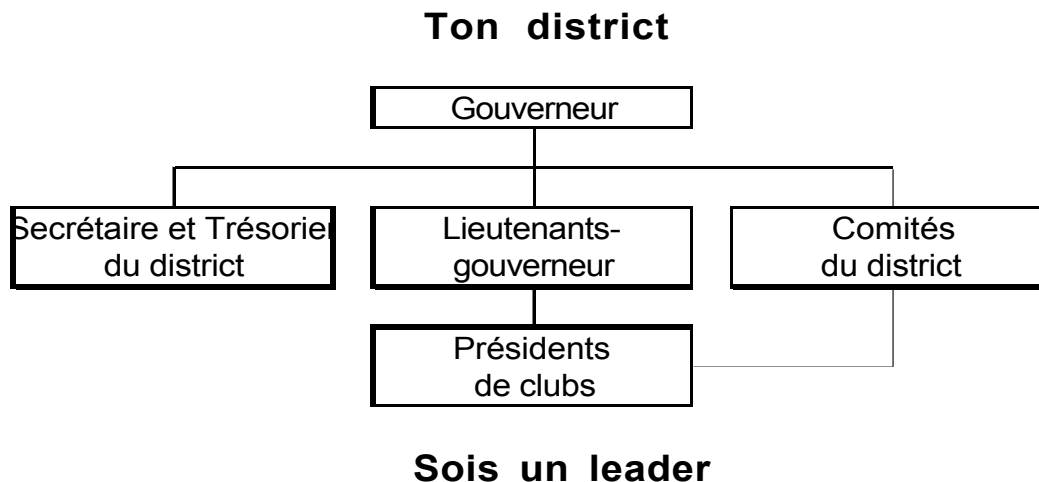 Ton district
Gouverneur
Secrétaire et Trésorier
du district
Lieutenants-
gouverneur
Comités
du district
Présidents
de clubs
Sois un leader